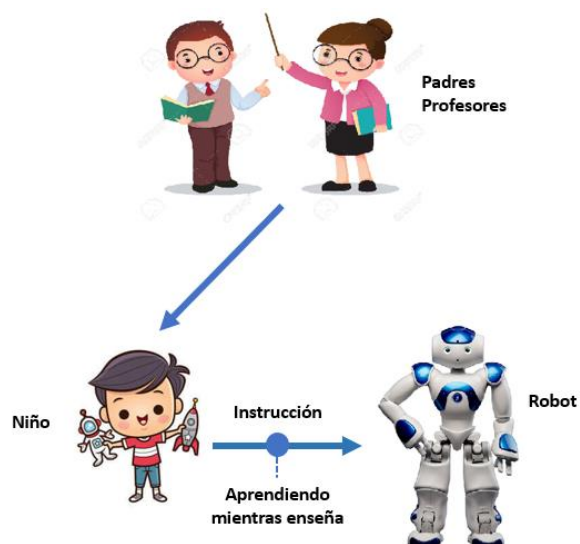 Padres
Profesores
Niño
Instrucción
Robot
Aprendiendo
mientras enseña